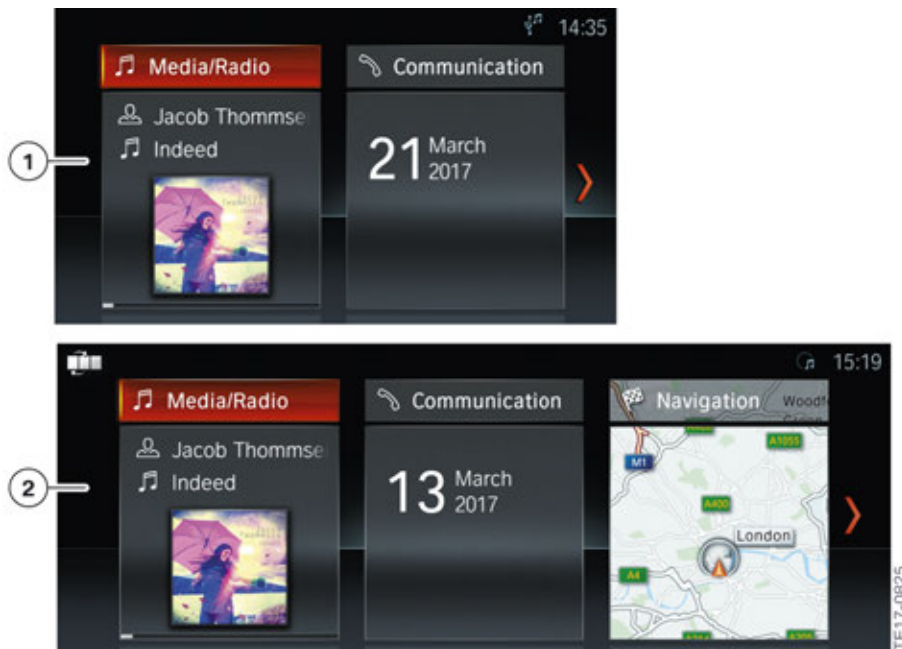 14:35
Media/Radio
Communication
Jacob Thommse
Indeed
21 March
2017
1
15:19
Media/Radio
Communication
Navigation
Jacob Thommse
Indeed
13 March
2017
M1
A1055
A400
London
A4
2
TE17-0825